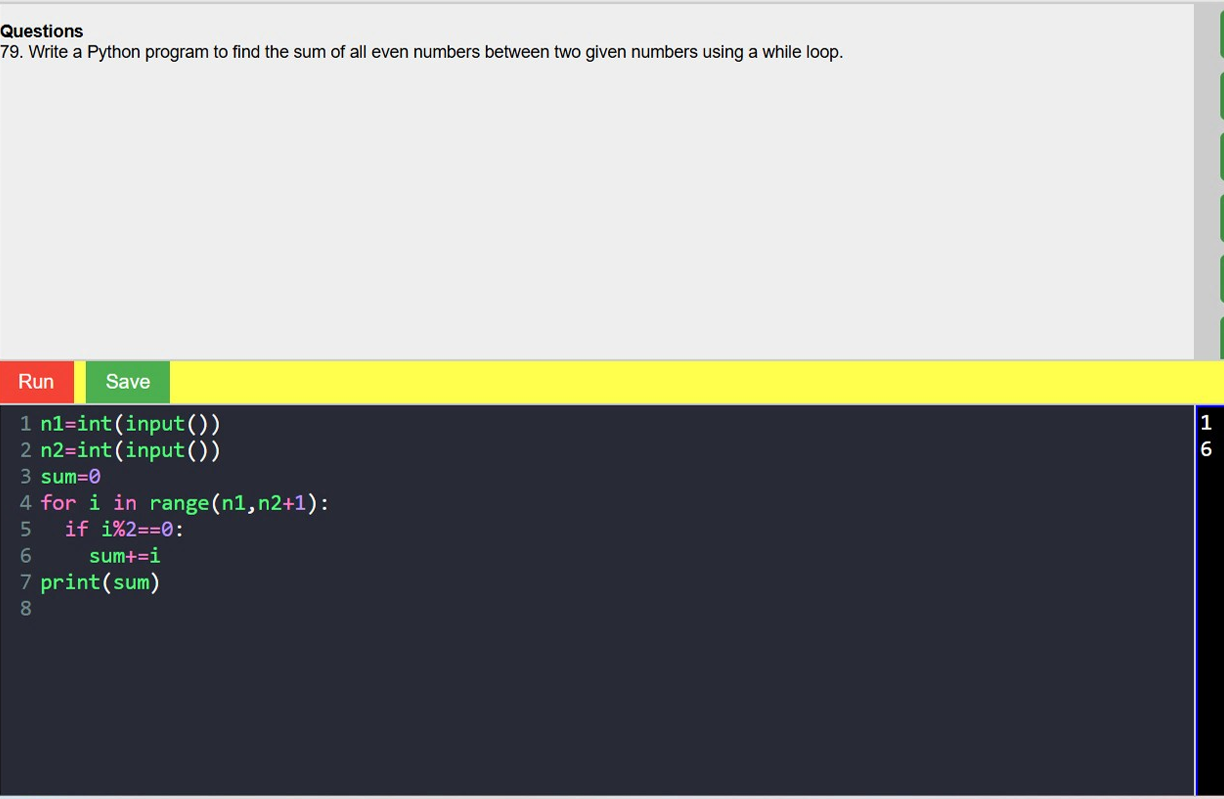 Questions
79. Write a Python program to find the sum of all even numbers between two given numbers using a while loop.
Run Save
1 n1=int(input())
2 n2=int(input())
3 sum=0
4 for i in range(n1,n2+1):
5   if i%2==0:
6     sum+=i
7 print(sum)
8
1
6